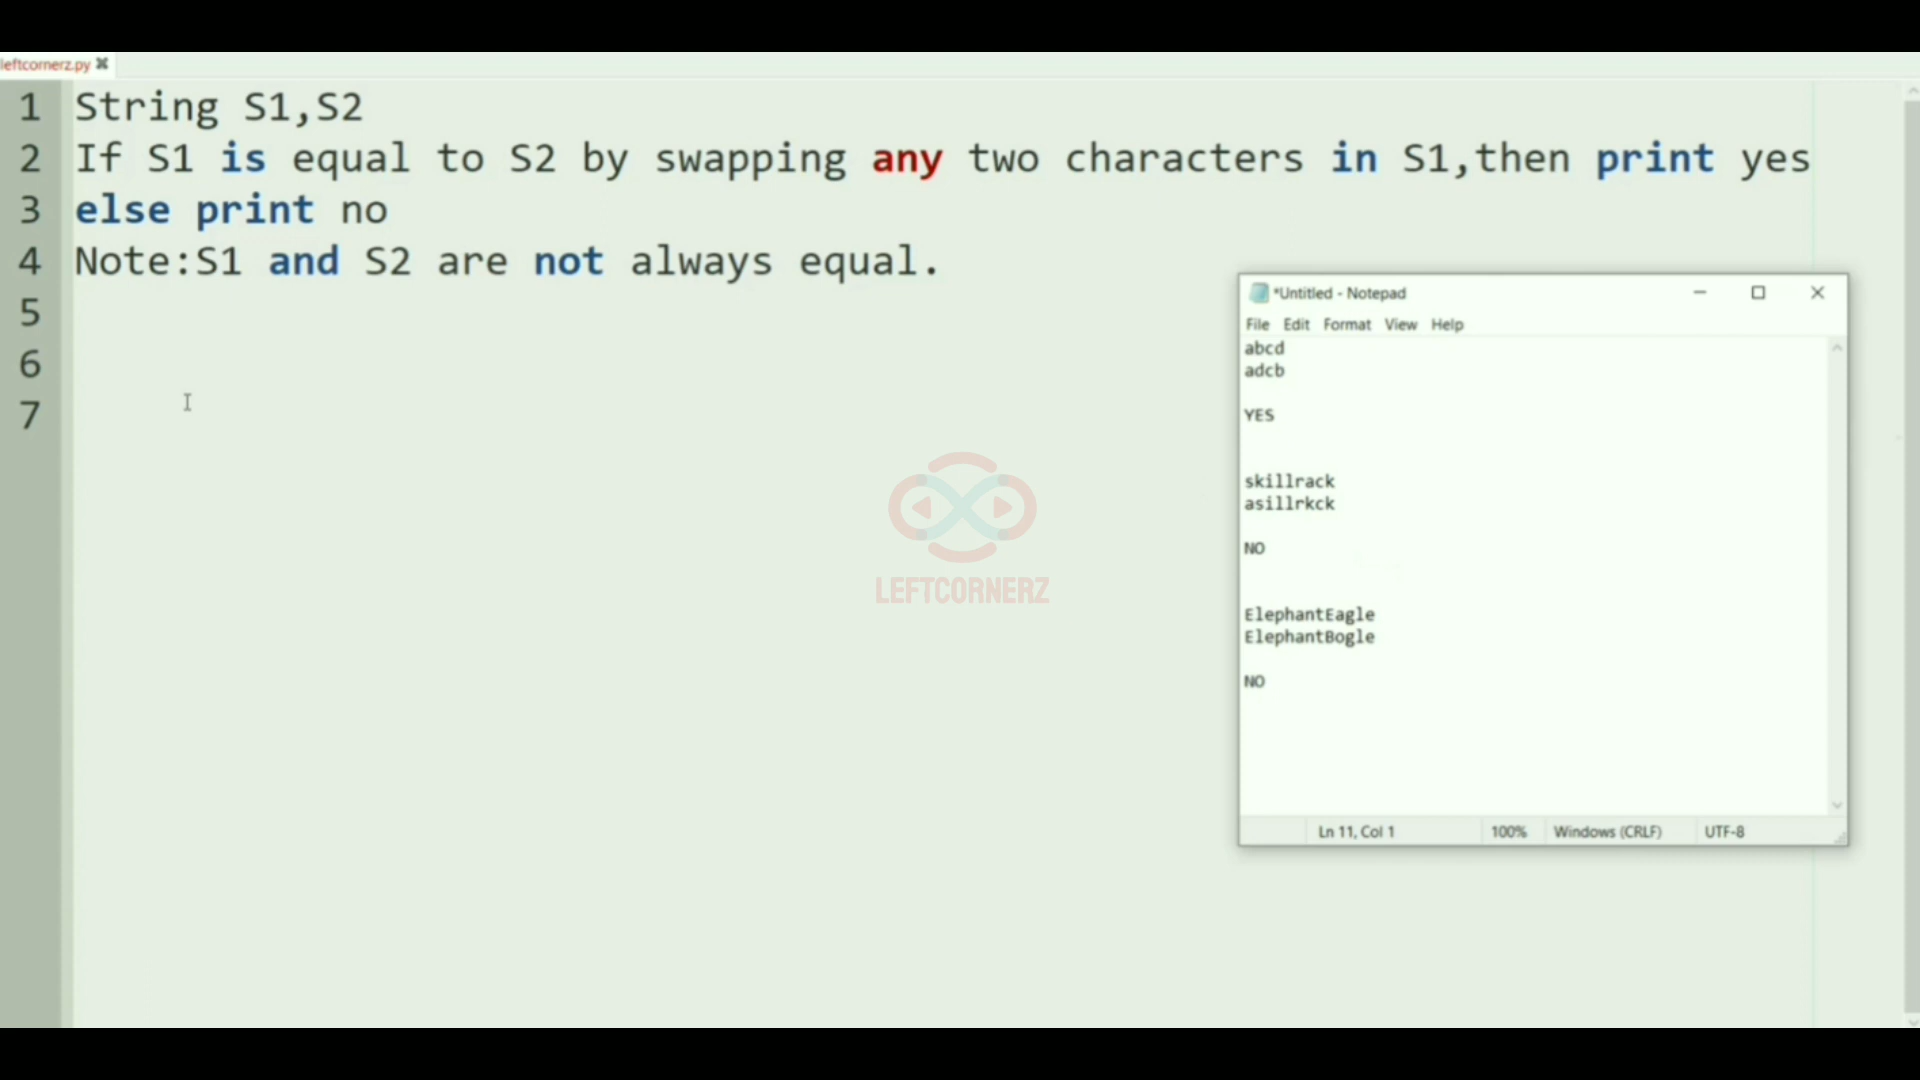 leftcornerz.py
1 String S1,S2
2 If S1 is equal to S2 by swapping any two characters in S1,then print yes
3 else print no
4 Note:S1 and S2 are not always equal.
5
6
7
*Untitled - Notepad
File Edit Format View Help
abcd
adcb
YES
skillrack
asillrkck
NO
ElephantEagle
ElephantBogle
NO
Ln 11, Col 1 100% Windows (CRLF) UTF-8
LEFTCORNERZ